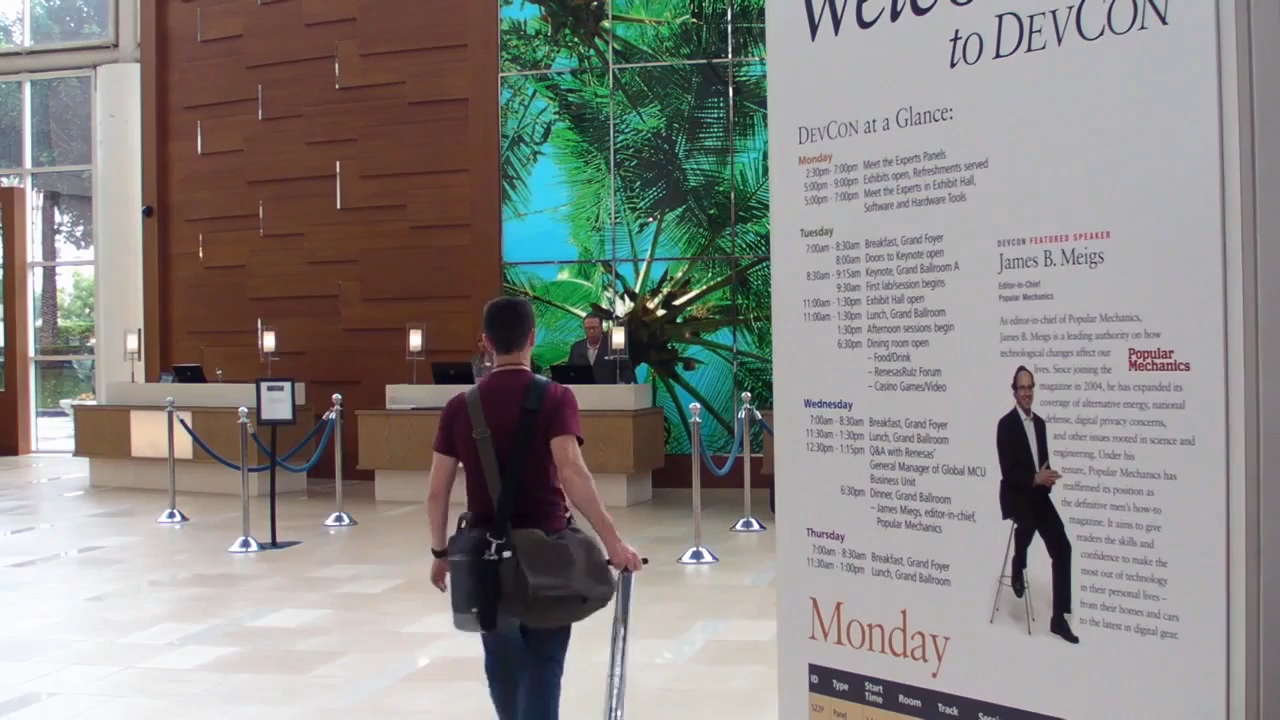 Welco
to DEVCON
DEVCON at a Glance:
Monday
2:30pm - 7:00pm Meet the Experts Panels
5:00pm - 9:00pm Exhibits open, Refreshments served
5:00pm - 7:00pm Meet the Experts in Exhibit Hall,
Software and Hardware Tools
Tuesday
7:00am - 8:30am Breakfast, Grand Foyer
8:00am Doors to Keynote open
8:30am - 9:15am Keynote, Grand Ballroom A
9:30am First lab/session begins
11:00am - 1:30pm Exhibit Hall open
11:00am - 1:30pm Lunch, Grand Ballroom
1:30pm Afternoon sessions begin
6:30pm Dining room open
– Food/Drink
– RenesasRulz Forum
– Casino Games/Video
Wednesday
7:00am - 8:30am Breakfast, Grand Foyer
11:30am - 1:30pm Lunch, Grand Ballroom
12:30pm - 1:15pm Q&A with Renesas'
General Manager of Global MCU
Business Unit
6:30pm Dinner, Grand Ballroom
– James Miegs, editor-in-chief,
Popular Mechanics
Thursday
7:00am - 8:30am Breakfast, Grand Foyer
11:30am - 1:00pm Lunch, Grand Ballroom
DEVCON FEATURED SPEAKER
James B. Meigs
Editor-in-Chief
Popular Mechanics
As editor-in-chief of Popular Mechanics,
James B. Meigs is a leading authority on how
technological changes affect our
lives. Since joining the
magazine in 2004, he has expanded its
coverage of alternative energy, national
defense, digital privacy concerns,
and other issues rooted in science and
engineering. Under his
tenure, Popular Mechanics has
reaffirmed its position as
the definitive men's how-to
magazine. It aims to give
readers the skills and
confidence to make the
most out of technology
in their personal lives –
from their homes and cars
to the latest in digital gear.
Popular
Mechanics
Monday
ID Type Start Time Room Track Sess
S22P Panel